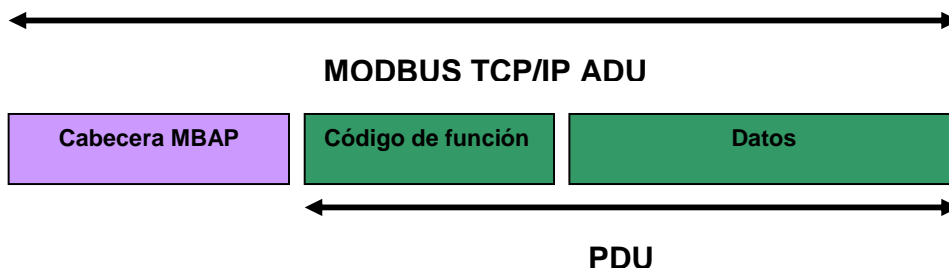 MODBUS TCP/IP ADU
Cabecera MBAP
Código de función
Datos
PDU